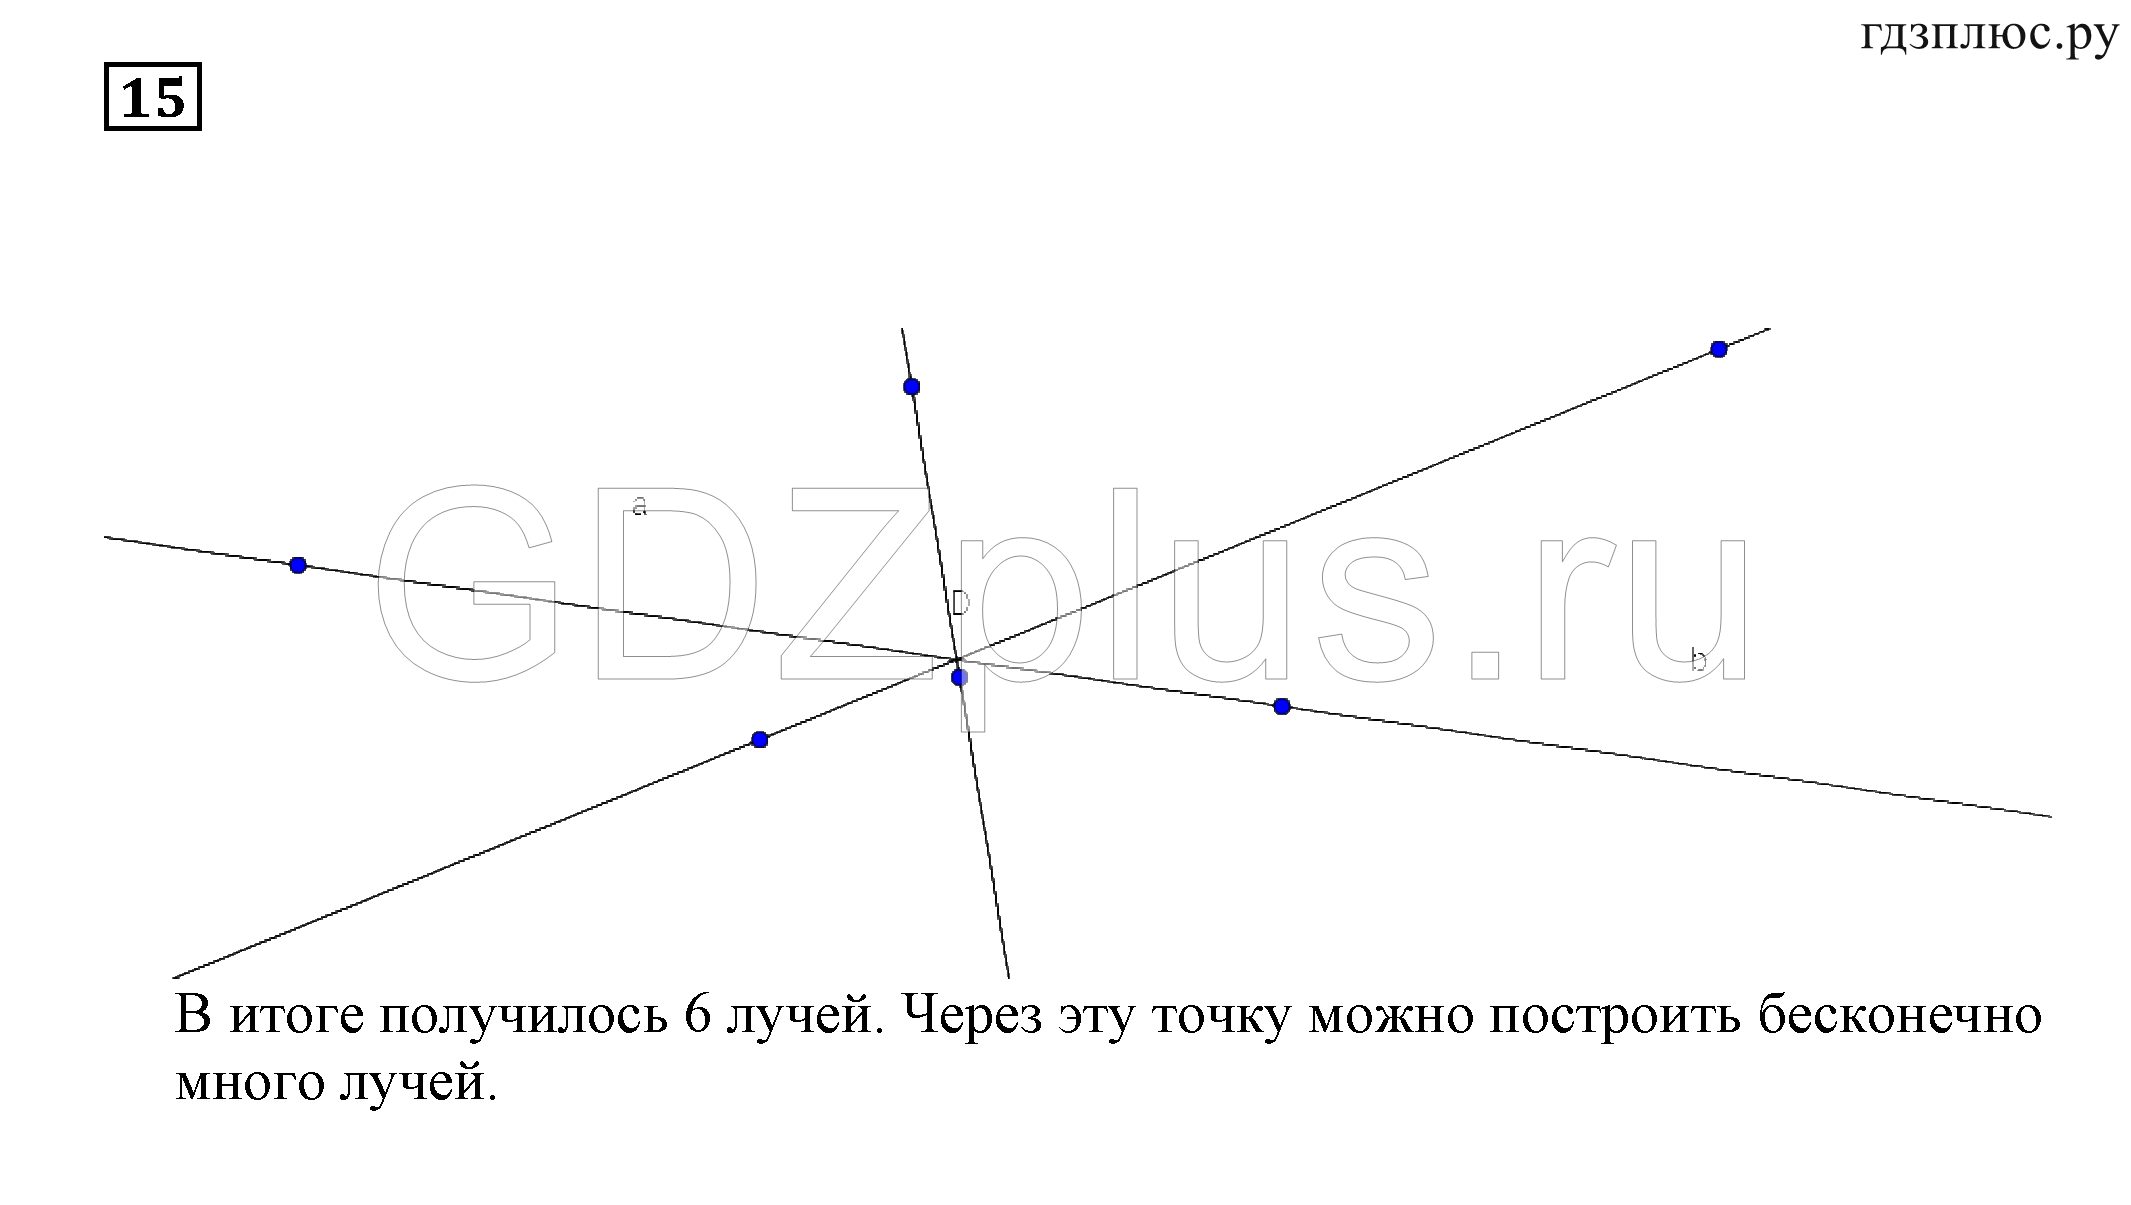 гдзплюс.ру
15
a
D
GDZplus.ru
b
В итоге получилось 6 лучей. Через эту точку можно построить бесконечно
много лучей.